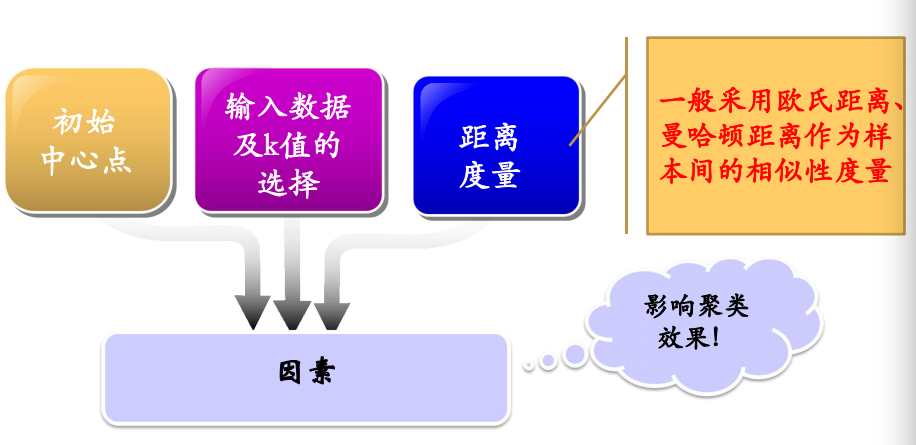 初始
中心点
输入数据
及k值的
选择
距离
度量
一般采用欧氏距离、
曼哈顿距离作为样
本间的相似性度量
影响聚类
效果!
因素